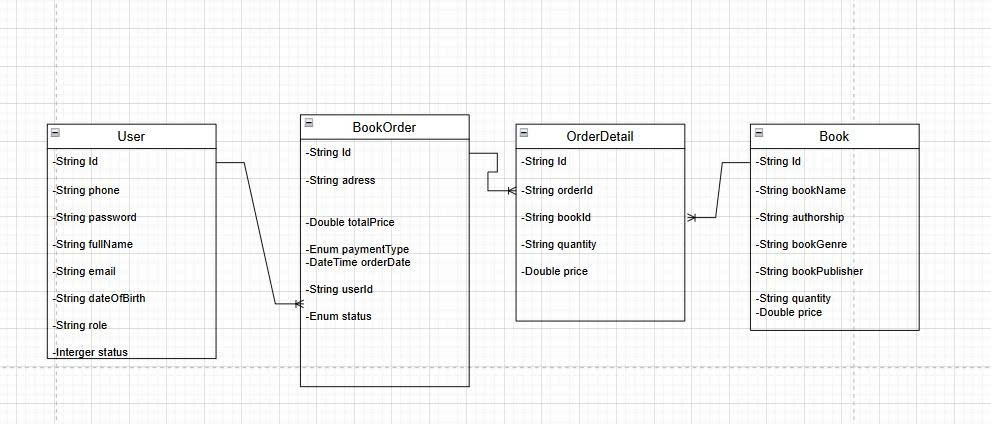 User
-String Id
-String phone
-String password
-String fullName
-String email
-String dateOfBirth
-String role
-Interger status
BookOrder
-String Id
-String adress
-Double totalPrice
-Enum paymentType
-DateTime orderDate
-String userId
-Enum status
OrderDetail
-String Id
-String orderId
-String bookId
-String quantity
-Double price
Book
-String Id
-String bookName
-String authorship
-String bookGenre
-String bookPublisher
-String quantity
-Double price